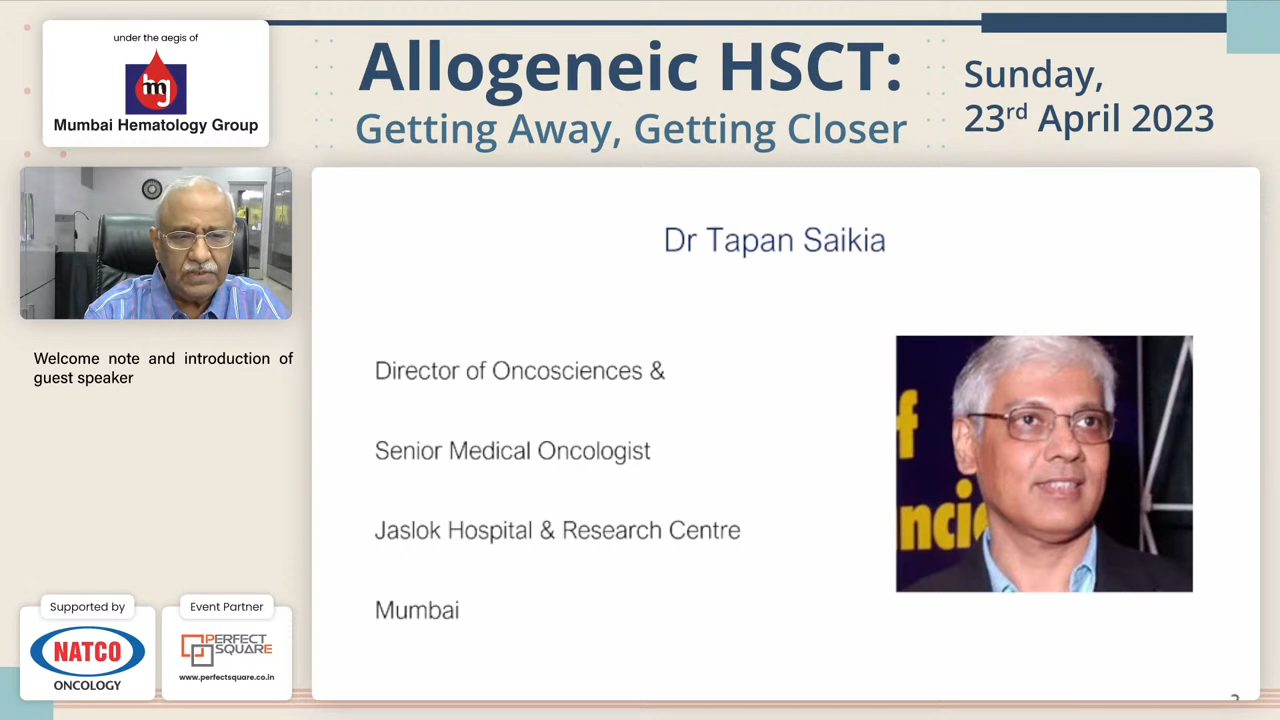 under the aegis of
mg
Mumbai Hematology Group
Allogeneic HSCT:
Getting Away, Getting Closer
Sunday,
23rd April 2023
Welcome note and introduction of
guest speaker
Dr Tapan Saikia
Director of Oncosciences &
Senior Medical Oncologist
Jaslok Hospital & Research Centre
Mumbai
f
ncie
Supported by
NATCO
ONCOLOGY
Event Partner
PERFECT
SQUARE
www.perfectsquare.co.in